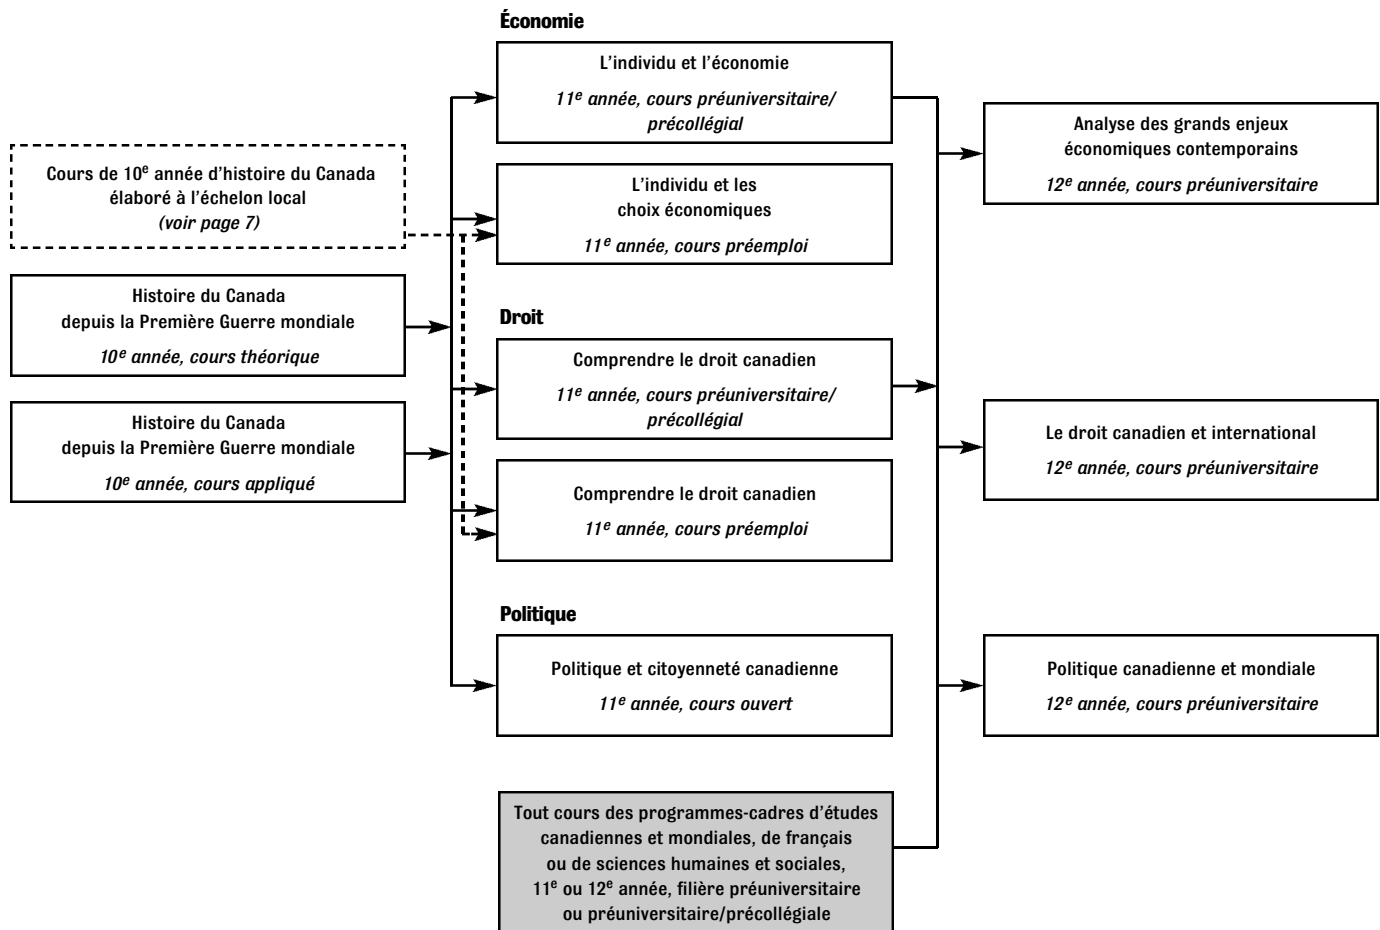 Cours de 10e année d'histoire du Canada
élaboré à l'échelon local
(voir page 7)
Histoire du Canada
depuis la Première Guerre mondiale
10e année, cours théorique
Histoire du Canada
depuis la Première Guerre mondiale
10e année, cours appliqué
Économie
L'individu et l'économie
11e année, cours préuniversitaire/
précollégial
L'individu et les
choix économiques
11e année, cours préemploi
Droit
Comprendre le droit canadien
11e année, cours préuniversitaire/
précollégial
Comprendre le droit canadien
11e année, cours préemploi
Politique
Politique et citoyenneté canadienne
11e année, cours ouvert
Tout cours des programmes-cadres d'études
canadiennes et mondiales, de français
ou de sciences humaines et sociales,
11e ou 12e année, filière préuniversitaire
ou préuniversitaire/précollégiale
Analyse des grands enjeux
économiques contemporains
12e année, cours préuniversitaire
Le droit canadien et international
12e année, cours préuniversitaire
Politique canadienne et mondiale
12e année, cours préuniversitaire